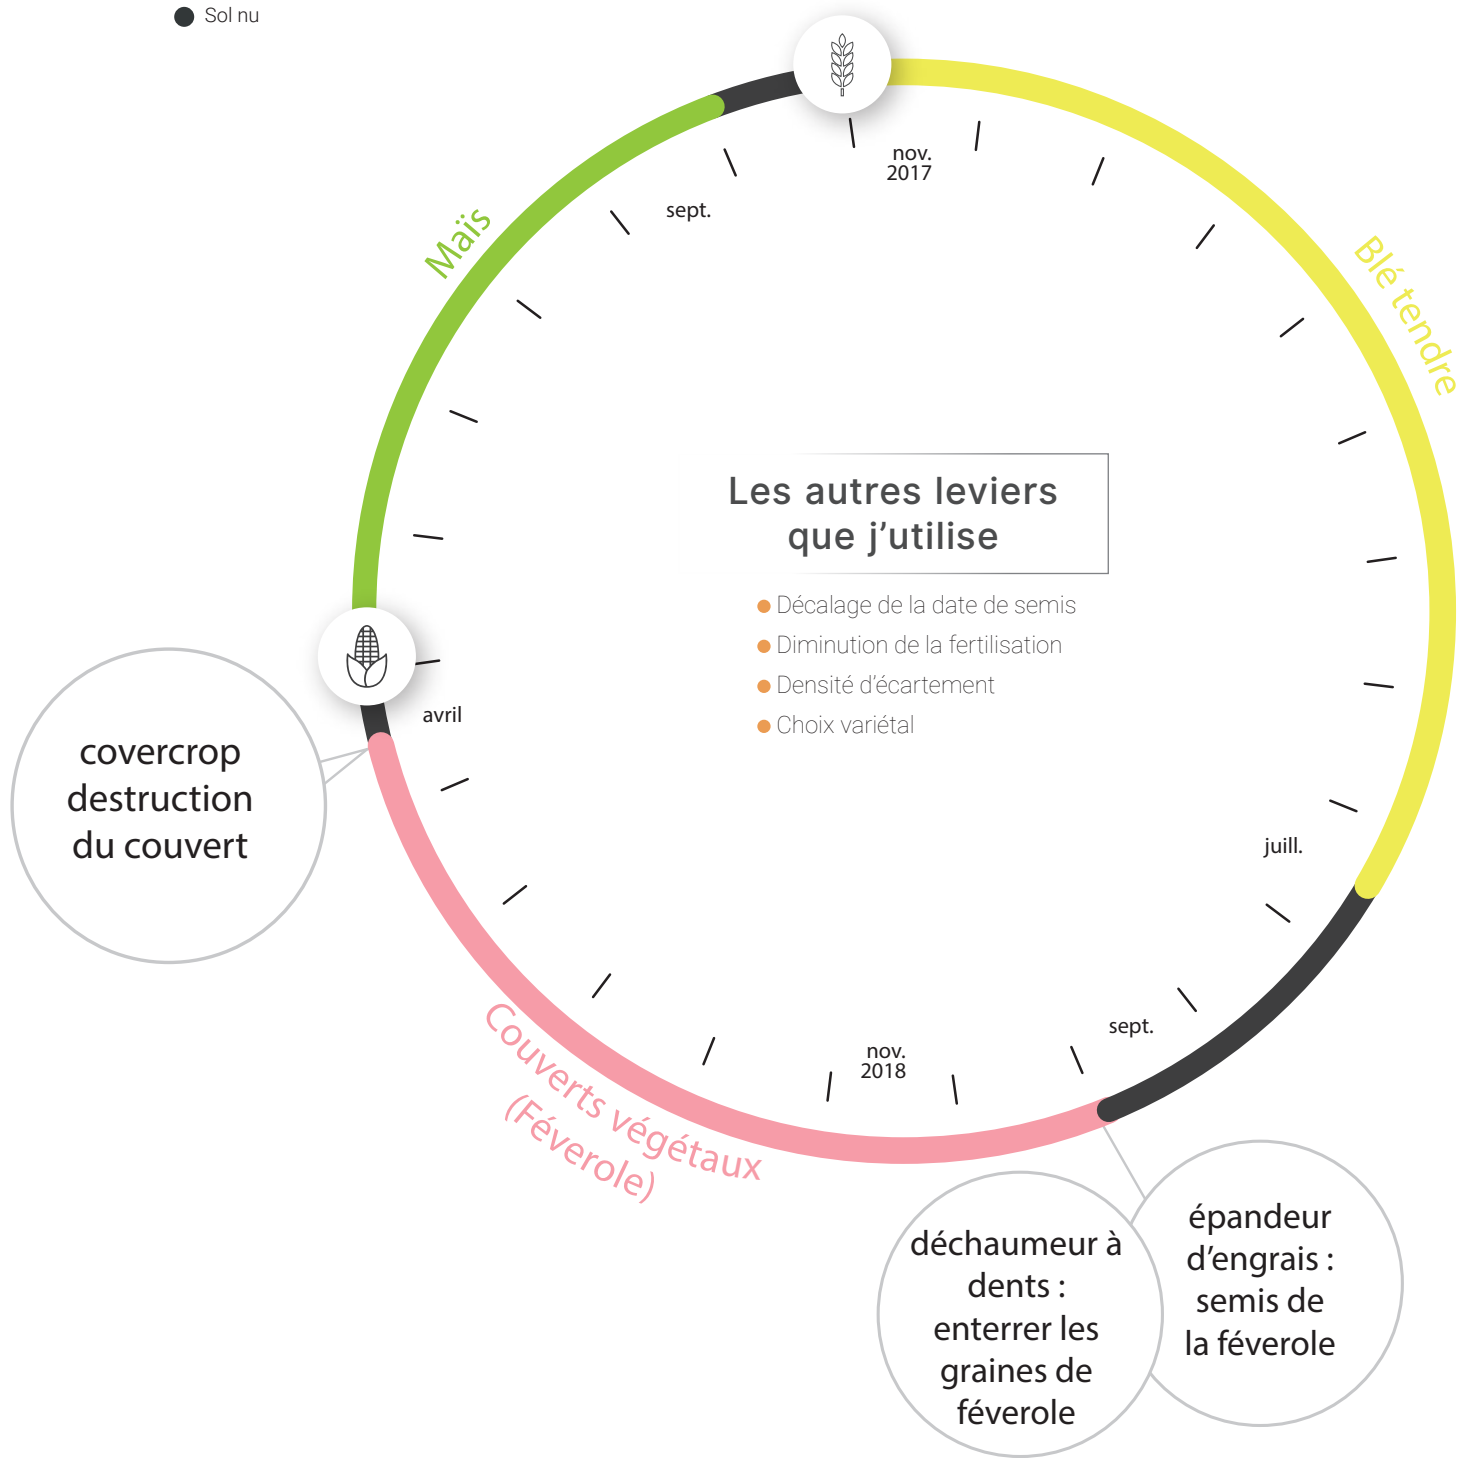 Sol nu
nov.
2017
sept.
Maïs
Blé tendre
Les autres leviers
que j’utilise
● Décalage de la date de semis
● Diminution de la fertilisation
● Densité d’écartement
● Choix variétal
avril
covercrop
destruction
du couvert
juill.
sept.
nov.
2018
Couverts végétaux
(Féverole)
déchaumeur à
dents :
enterrer les
graines de
féverole
épandeur
d’engrais :
semis de
la féverole